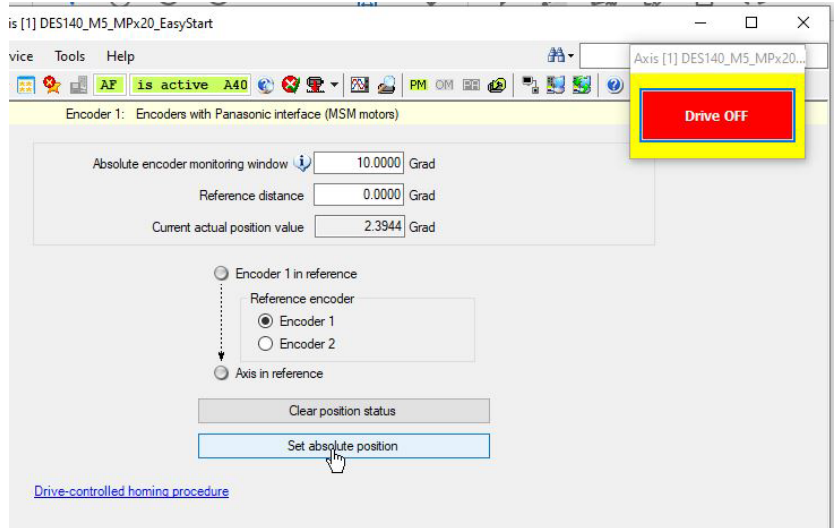 is [1] DES140_M5_MPx20_EasyStart
vice Tools Help
Axis [1] DES140_M5_MPx20...
AF is active A40 PM OM
Drive OFF
Encoder 1: Encoders with Panasonic interface (MSM motors)
Absolute encoder monitoring window 10.0000 Grad
Reference distance 0.0000 Grad
Current actual position value 2.3944 Grad
Encoder 1 in reference
Reference encoder
Encoder 1
Encoder 2
Axis in reference
Clear position status
Set absolute position
Drive-controlled homing procedure